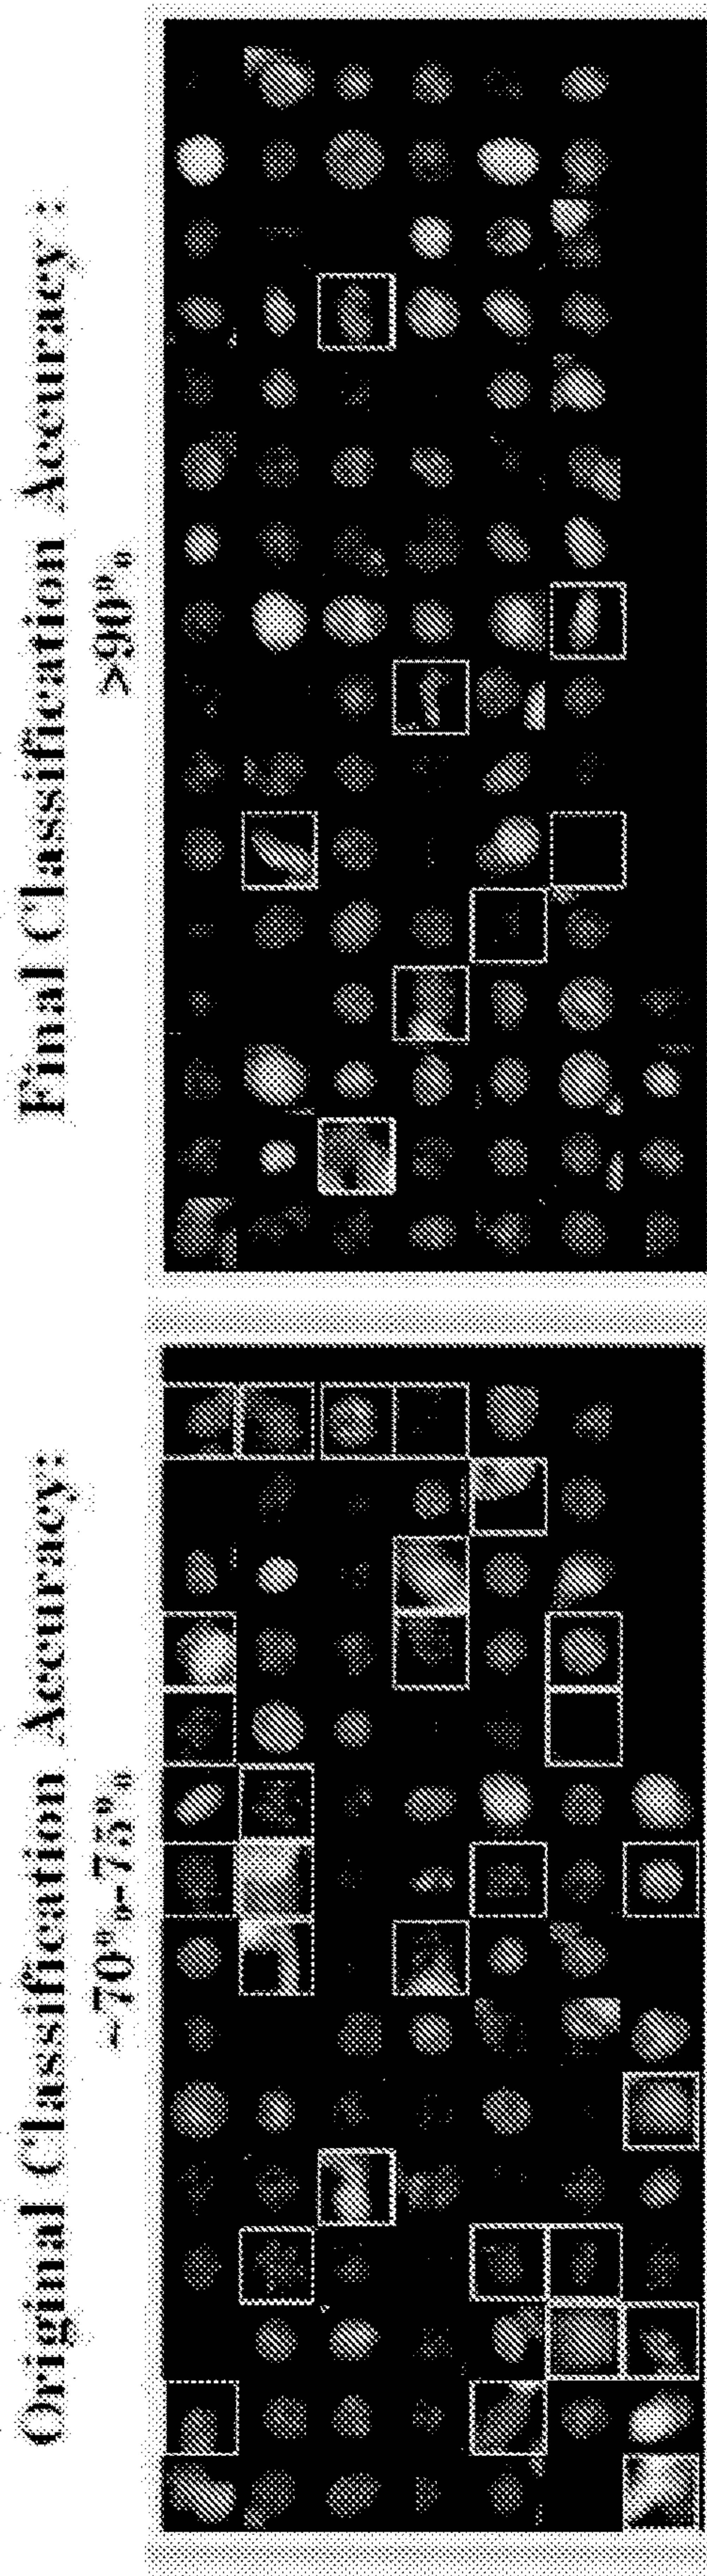 Original Classification Accuracy:
~70%-75%
Final Classification Accuracy :
>90%